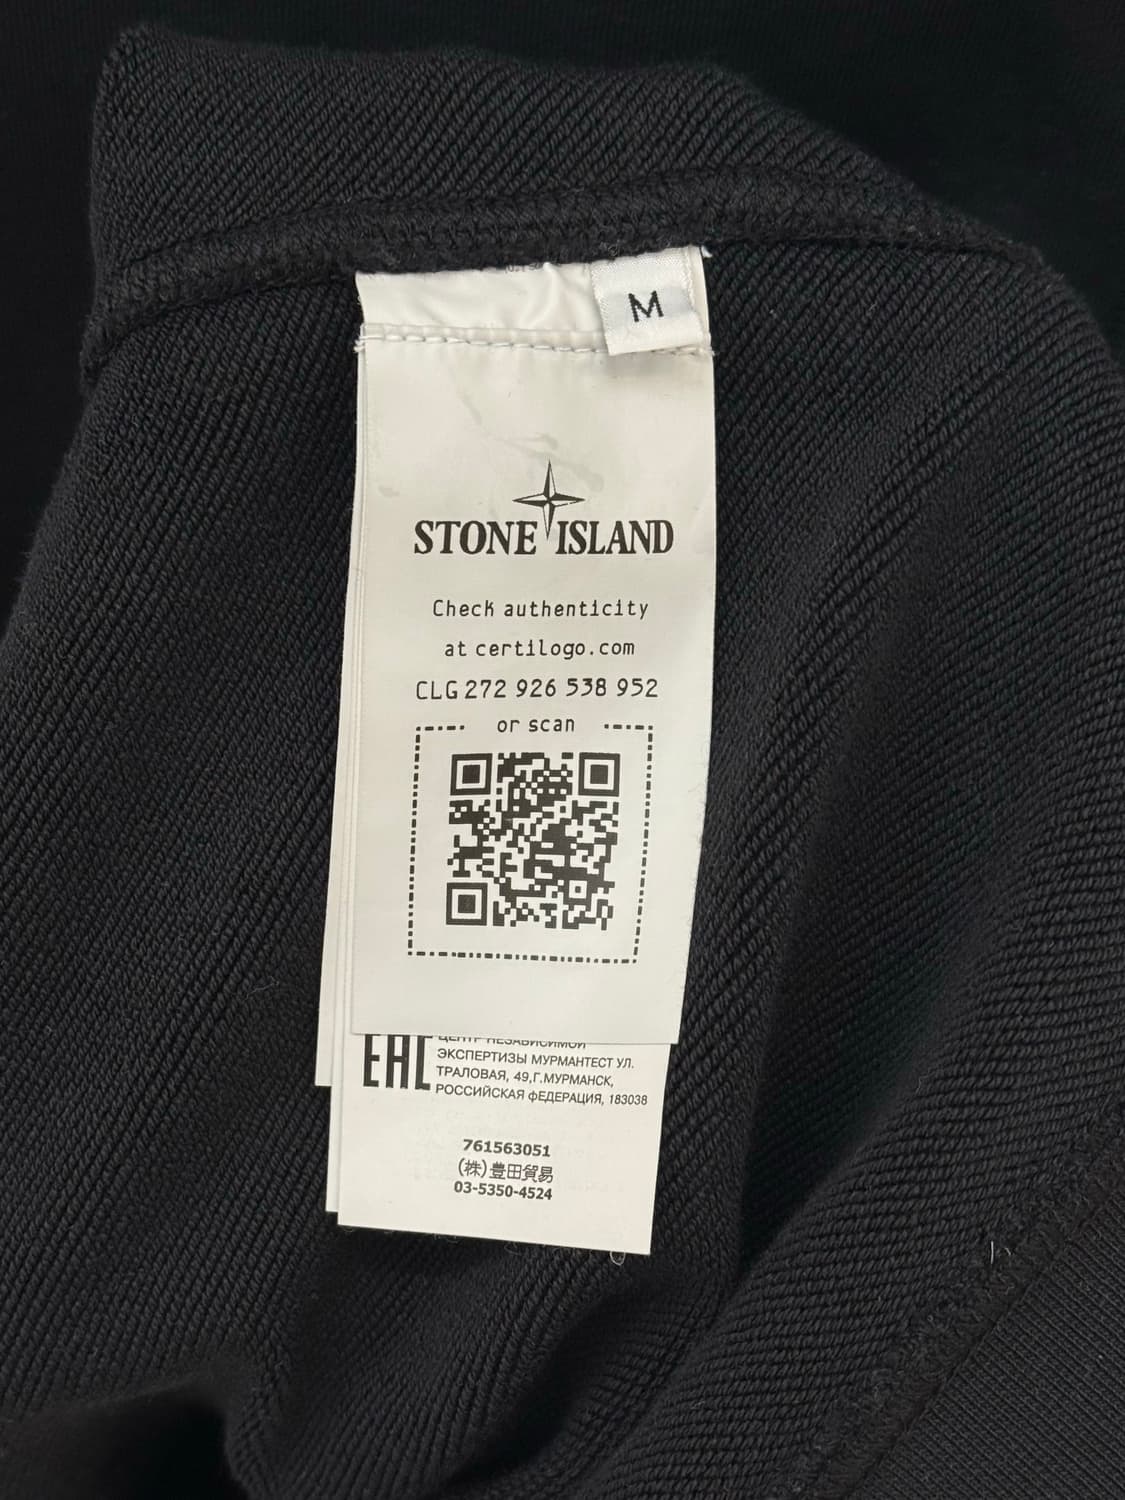 M
STONE ISLAND
Check authenticity
at certilogo.com
CLG 272 926 538 952
or scan
EAC
ЦЕНТР НЕЗАВИСИМОЙ
ЭКСПЕРТИЗЫ МУРМАНТЕСТ УЛ.
ТРАЛОВАЯ, 49,Г.МУРМАНСК,
РОССИЙСКАЯ фЕДЕРАЦИЯ, 183038
761563051
(株)豊田貿易
03-5350-4524